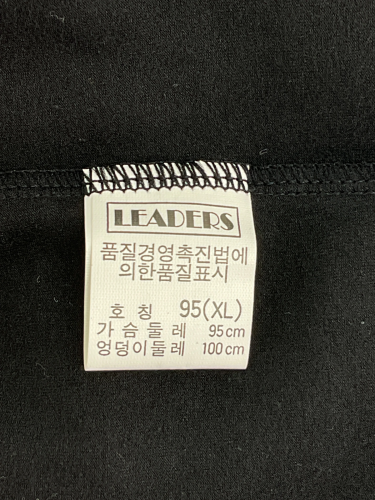 LEADERS
품질경영촉진법에
의한품질표시
호 칭 95(XL)
가 슴 둘 레 95cm
엉덩이둘레 100cm